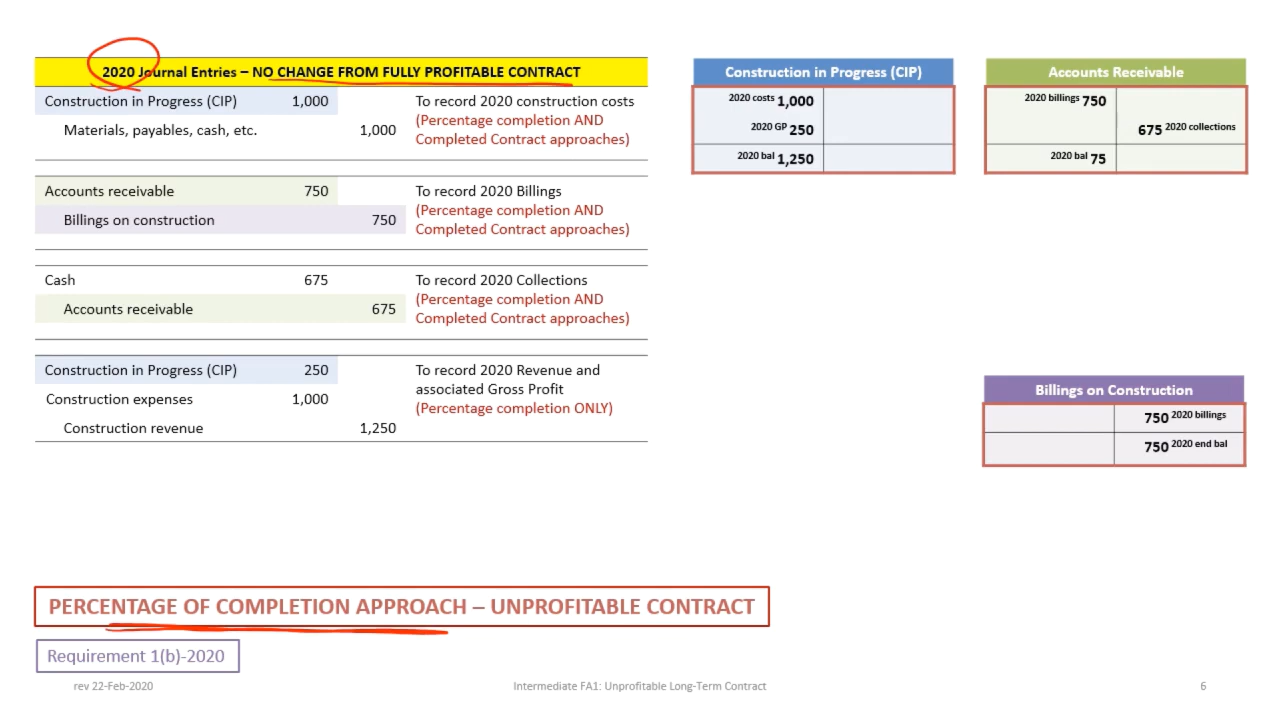 2020 Journal Entries – NO CHANGE FROM FULLY PROFITABLE CONTRACT
Construction in Progress (CIP) 1,000 To record 2020 construction costs
(Percentage completion AND
Materials, payables, cash, etc. 1,000
Completed Contract approaches)
Accounts receivable 750 To record 2020 Billings
(Percentage completion AND
Billings on construction 750
Completed Contract approaches)
Cash 675 To record 2020 Collections
(Percentage completion AND
Accounts receivable 675
Completed Contract approaches)
Construction in Progress (CIP) 250 To record 2020 Revenue and
associated Gross Profit
Construction expenses 1,000
(Percentage completion ONLY)
Construction revenue 1,250
Construction in Progress (CIP)
2020 costs 1,000
2020 GP 250
2020 bal 1,250
Accounts Receivable
2020 billings 750
675 2020 collections
2020 bal 75
Billings on Construction
750 2020 billings
750 2020 end bal
PERCENTAGE OF COMPLETION APPROACH – UNPROFITABLE CONTRACT
Requirement 1(b)-2020
rev 22-Feb-2020 Intermediate FA1: Unprofitable Long-Term Contract 6